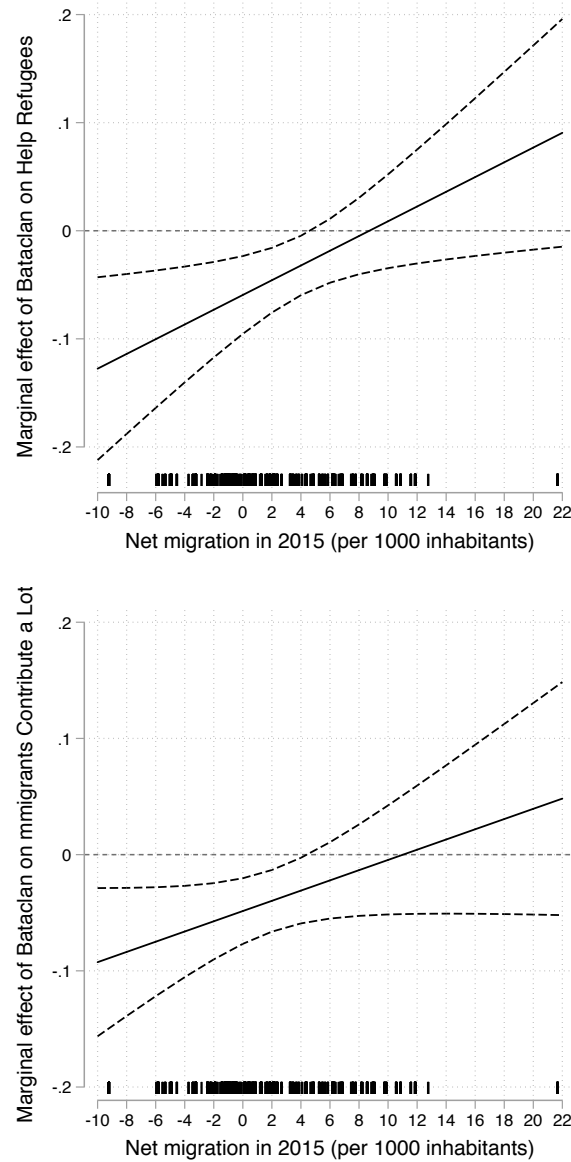 Marginal effect of Bataclan on Help Refugees
.2
.1
0
-.1
-.2
-10 -8 -6 -4 -2 0 2 4 6 8 10 12 14 16 18 20 22
Net migration in 2015 (per 1000 inhabitants)
Marginal effect of Bataclan on mmigrants Contribute a Lot
.2
.1
0
-.1
-.2
-10 -8 -6 -4 -2 0 2 4 6 8 10 12 14 16 18 20 22
Net migration in 2015 (per 1000 inhabitants)